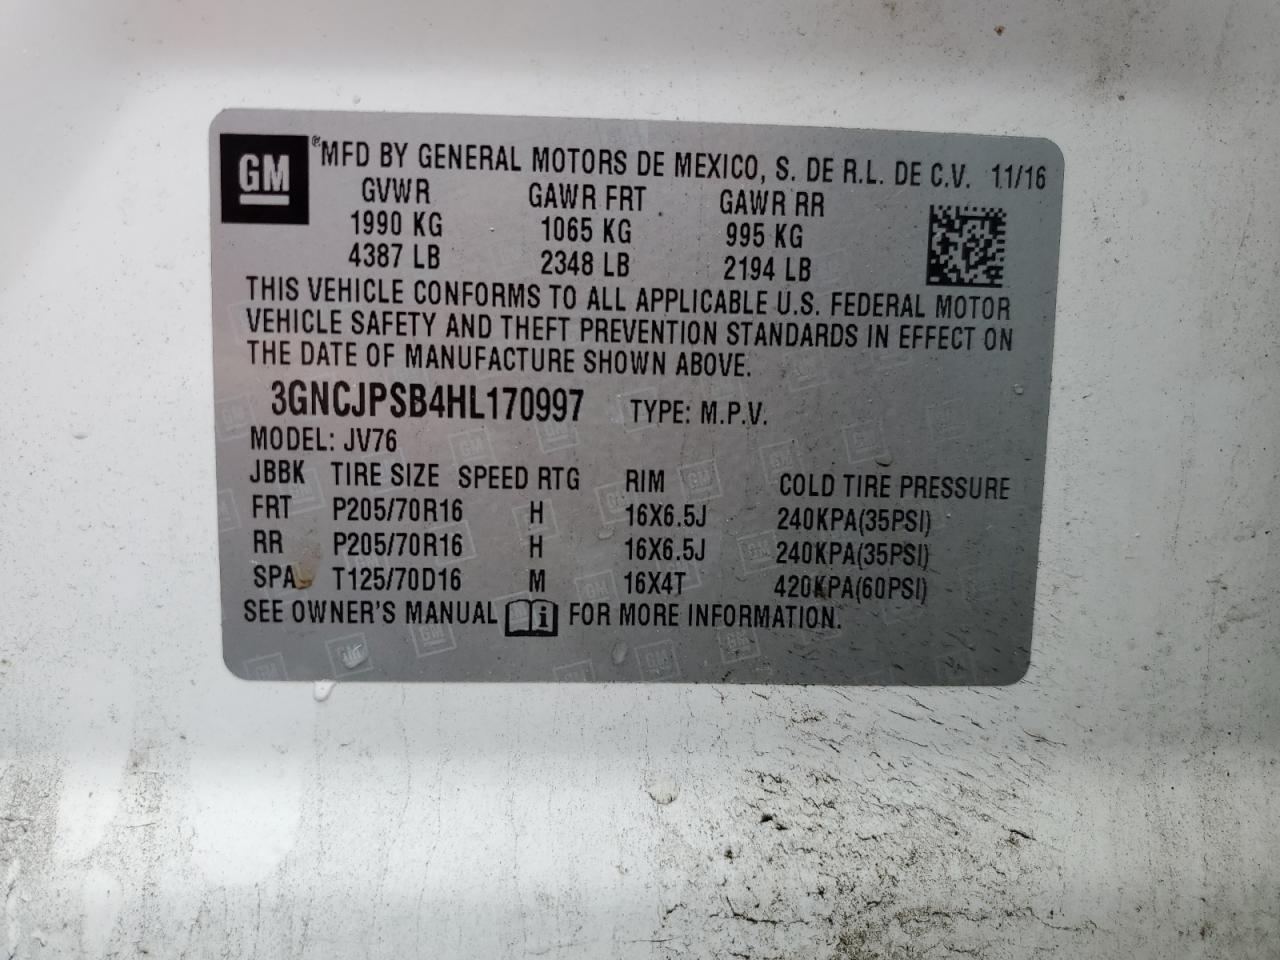 GM
® MFD BY GENERAL MOTORS DE MEXICO, S. DE R.L. DE C.V. 11/16
GVWR GAWR FRT GAWR RR
1990 KG 1065 KG 995 KG
4387 LB 2348 LB 2194 LB
THIS VEHICLE CONFORMS TO ALL APPLICABLE U.S. FEDERAL MOTOR
VEHICLE SAFETY AND THEFT PREVENTION STANDARDS IN EFFECT ON
THE DATE OF MANUFACTURE SHOWN ABOVE.
3GNCJPSB4HL170997 TYPE: M.P.V.
MODEL: JV76
JBBK TIRE SIZE SPEED RTG RIM COLD TIRE PRESSURE
FRT P205/70R16 H 16X6.5J 240KPA(35PSI)
RR P205/70R16 H 16X6.5J 240KPA(35PSI)
SPA T125/70D16 M 16X4T 420KPA(60PSI)
SEE OWNER'S MANUAL i FOR MORE INFORMATION.